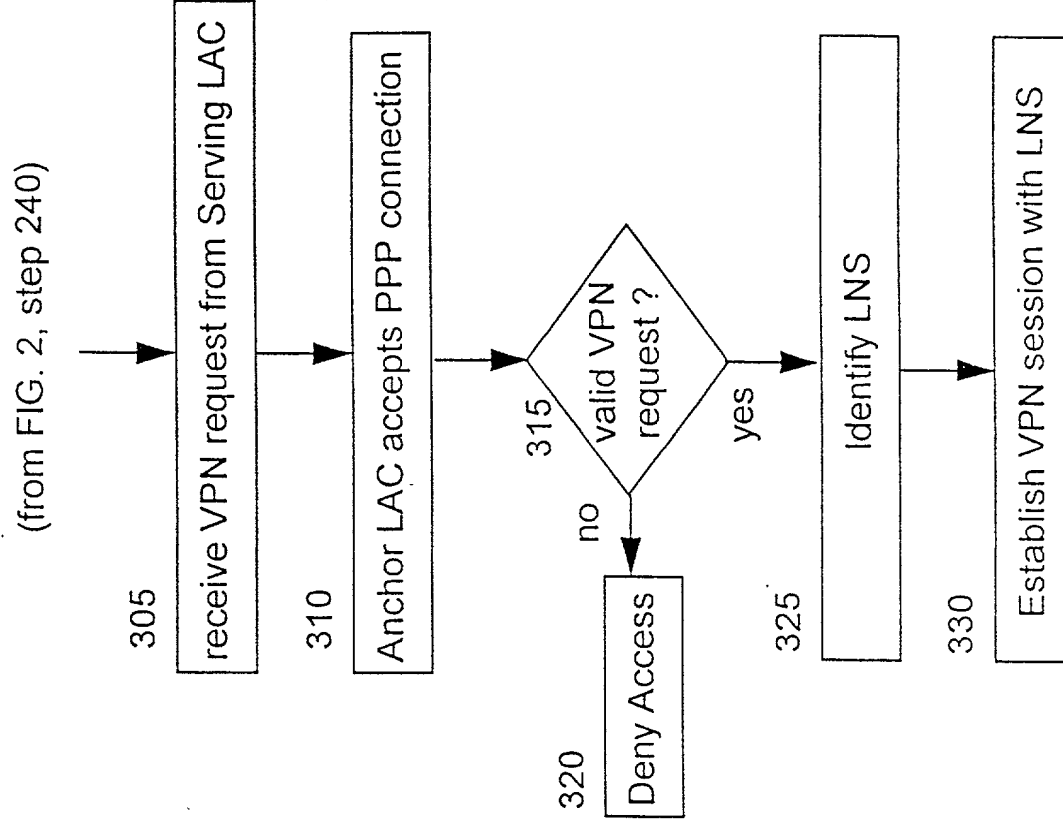 (from FIG. 2, step 240)
305
receive VPN request from Serving LAC
310
Anchor LAC accepts PPP connection
315
valid VPN
request ?
no
yes
320
Deny Access
325
Identify LNS
330
Establish VPN session with LNS